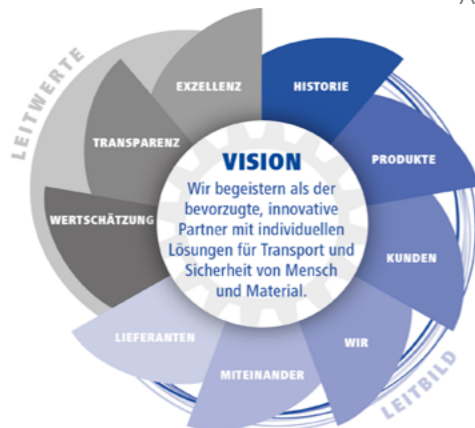 LEITWERTE
EXZELLENZ
HISTORIE
TRANSPARENZ
PRODUKTE
WERTSCHÄTZUNG
KUNDEN
VISION
Wir begeistern als der
bevorzugte, innovative
Partner mit individuellen
Lösungen für Transport und
Sicherheit von Mensch
und Material.
LIEFERANTEN
WIR
MITEINANDER
LEITBILD